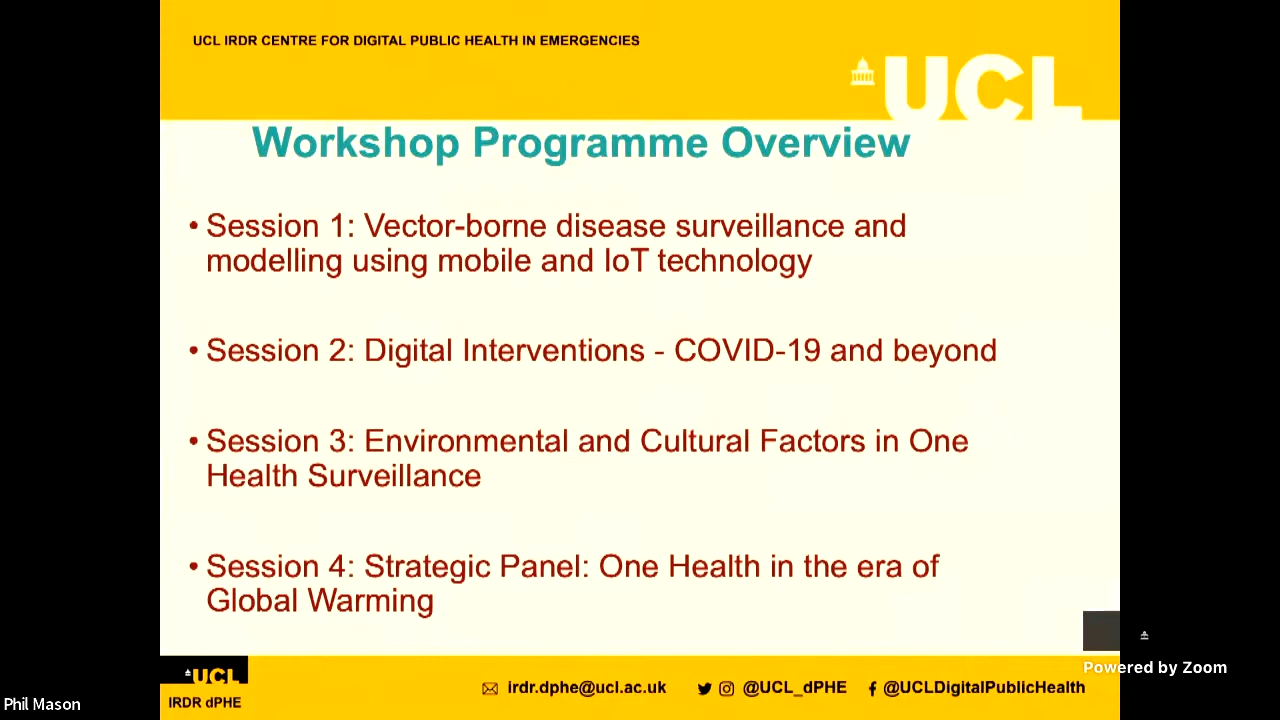 UCL IRDR CENTRE FOR DIGITAL PUBLIC HEALTH IN EMERGENCIES
UCL
Workshop Programme Overview
• Session 1: Vector-borne disease surveillance and
modelling using mobile and IoT technology
• Session 2: Digital Interventions - COVID-19 and beyond
• Session 3: Environmental and Cultural Factors in One
Health Surveillance
• Session 4: Strategic Panel: One Health in the era of
Global Warming
Powered by Zoom
UCL
IRDR dPHE
irdr.dphe@ucl.ac.uk
@UCL_dPHE
@UCLDigitalPublicHealth
Phil Mason